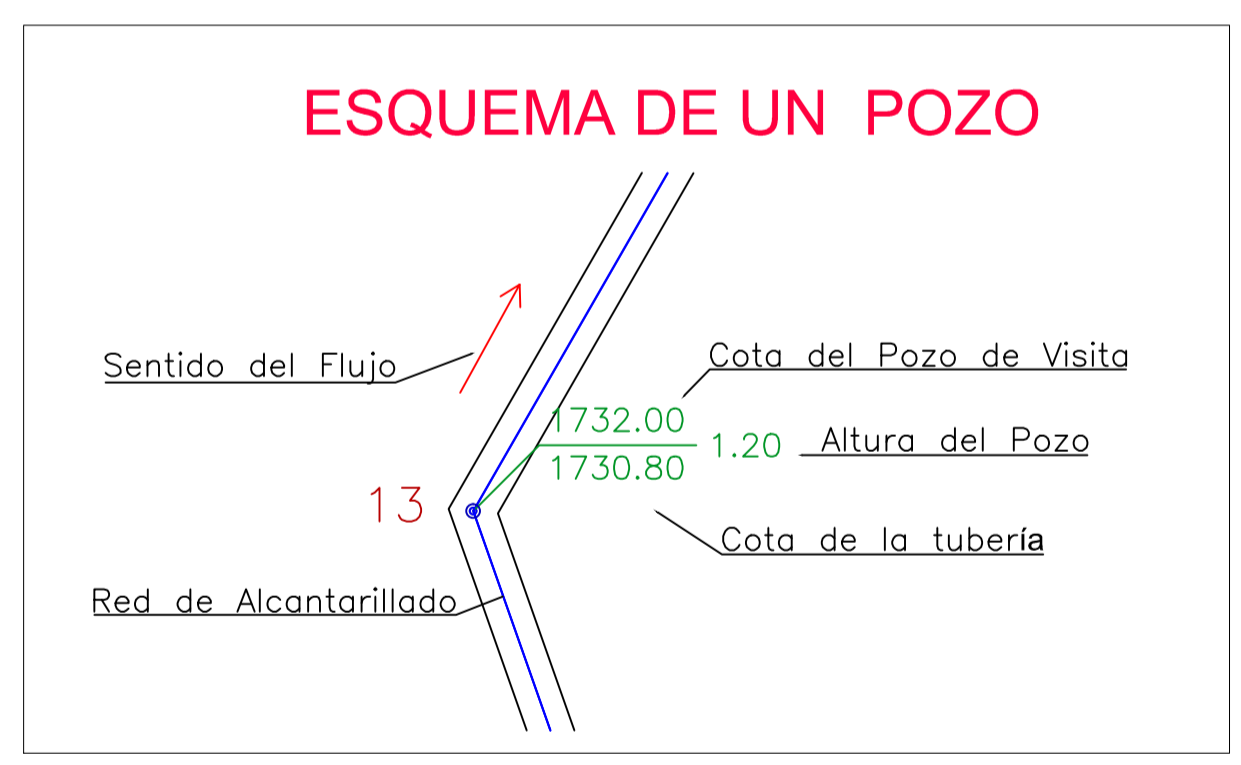 ESQUEMA DE UN POZO
Sentido del Flujo
Cota del Pozo de Visita
1732.00
1.20
Altura del Pozo
1730.80
13
Cota de la tubería
Red de Alcantarillado